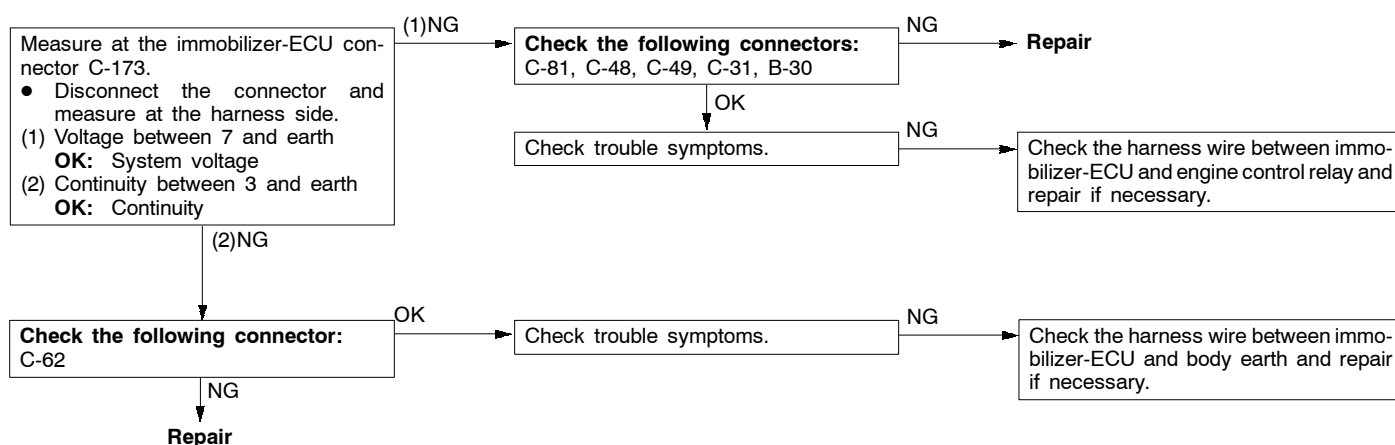 Measure at the immobilizer-ECU con-
nector C-173.
● Disconnect the connector and
measure at the harness side.
(1) Voltage between 7 and earth
OK: System voltage
(2) Continuity between 3 and earth
OK: Continuity
(1)NG
Check the following connectors:
C-81, C-48, C-49, C-31, B-30
NG
Repair
OK
Check trouble symptoms.
NG
Check the harness wire between immo-
bilizer-ECU and engine control relay and
repair if necessary.
(2)NG
Check the following connector:
C-62
OK
Check trouble symptoms.
NG
Check the harness wire between immo-
bilizer-ECU and body earth and repair
if necessary.
NG
Repair